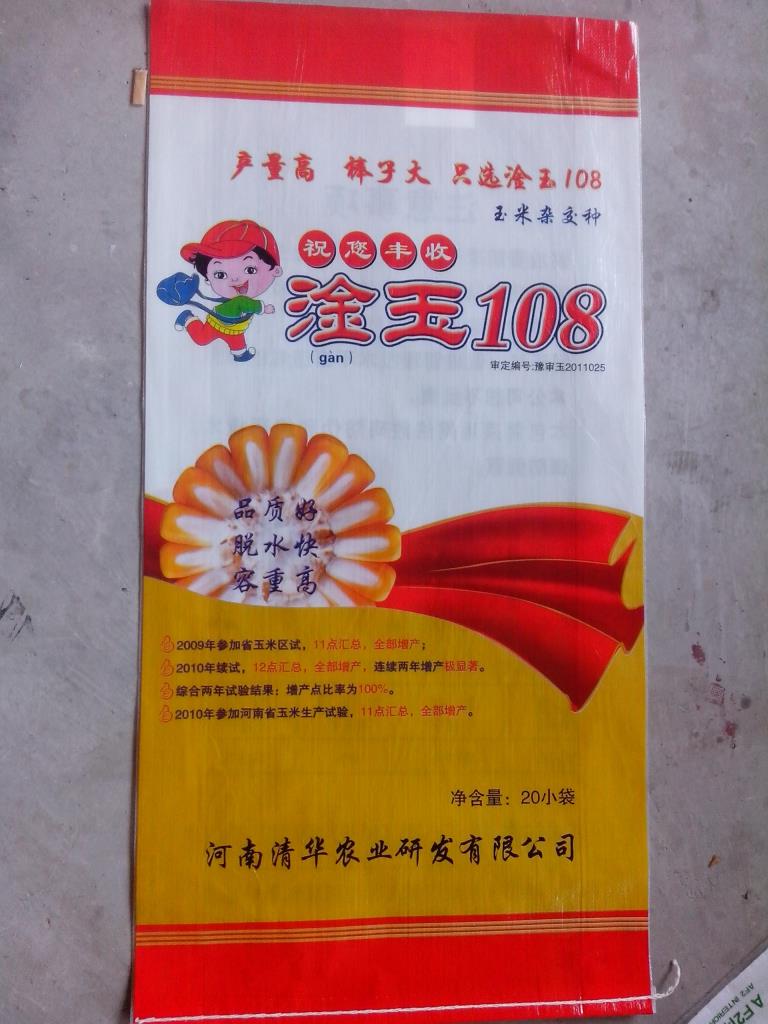 产量高 棒子大 只选淦玉108
玉米杂交种
祝您丰收
淦玉108
(gàn)
审定编号:豫审玉2011025
品质好
脱水快
容重高
2009年参加省玉米区试，11点汇总，全部增产；
2010年续试，12点汇总，全部增产，连续两年增产极显著。
综合两年试验结果：增产点比率为100%。
2010年参加河南省玉米生产试验，11点汇总，全部增产。
净含量：20小袋
河南清华农业研发有限公司